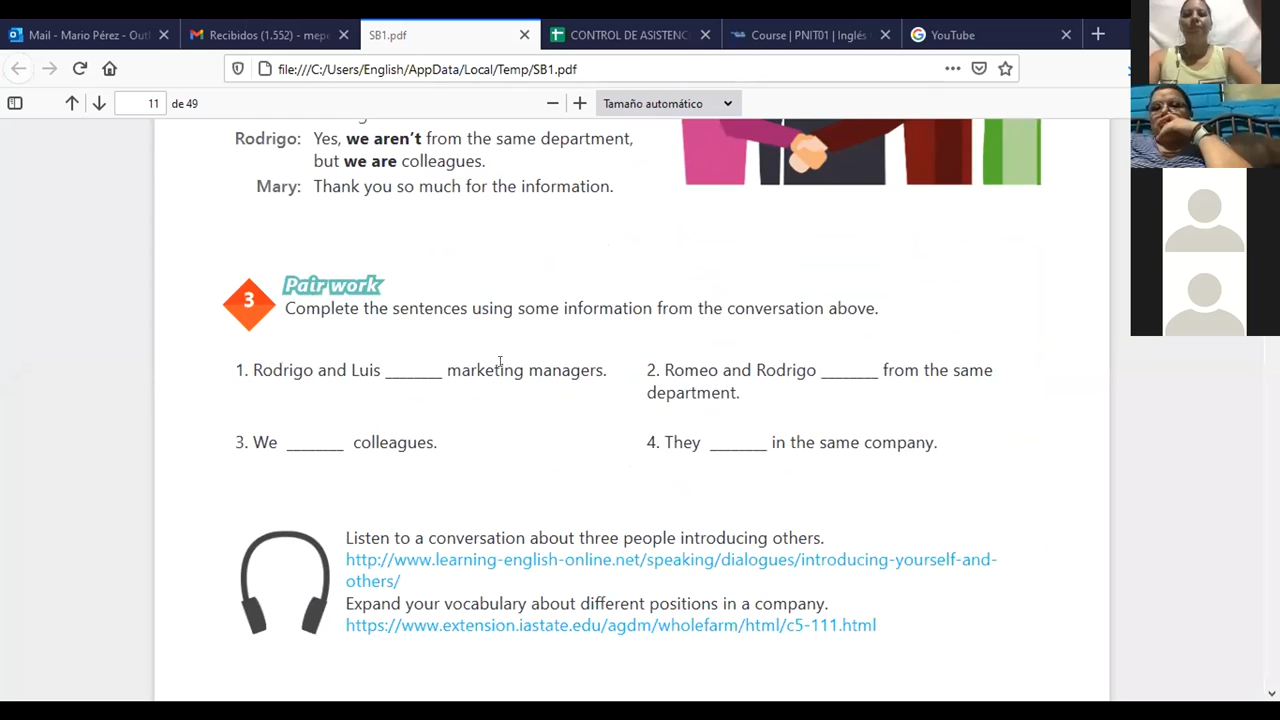 Mail - Mario Pérez - Outl
Recibidos (1.552) - mepe
SB1.pdf
CONTROL DE ASISTENC
Course | PNIT01 | Inglés
YouTube
file:///C:/Users/English/AppData/Local/Temp/SB1.pdf
11 de 49
Tamaño automático
Rodrigo: Yes, we aren't from the same department,
but we are colleagues.
Mary: Thank you so much for the information.
3 Pair work
Complete the sentences using some information from the conversation above.
1. Rodrigo and Luis ________ marketing managers.
2. Romeo and Rodrigo ________ from the same
department.
3. We ________ colleagues.
4. They ________ in the same company.
Listen to a conversation about three people introducing others.
http://www.learning-english-online.net/speaking/dialogues/introducing-yourself-and-
others/
Expand your vocabulary about different positions in a company.
https://www.extension.iastate.edu/agdm/wholefarm/html/c5-111.html